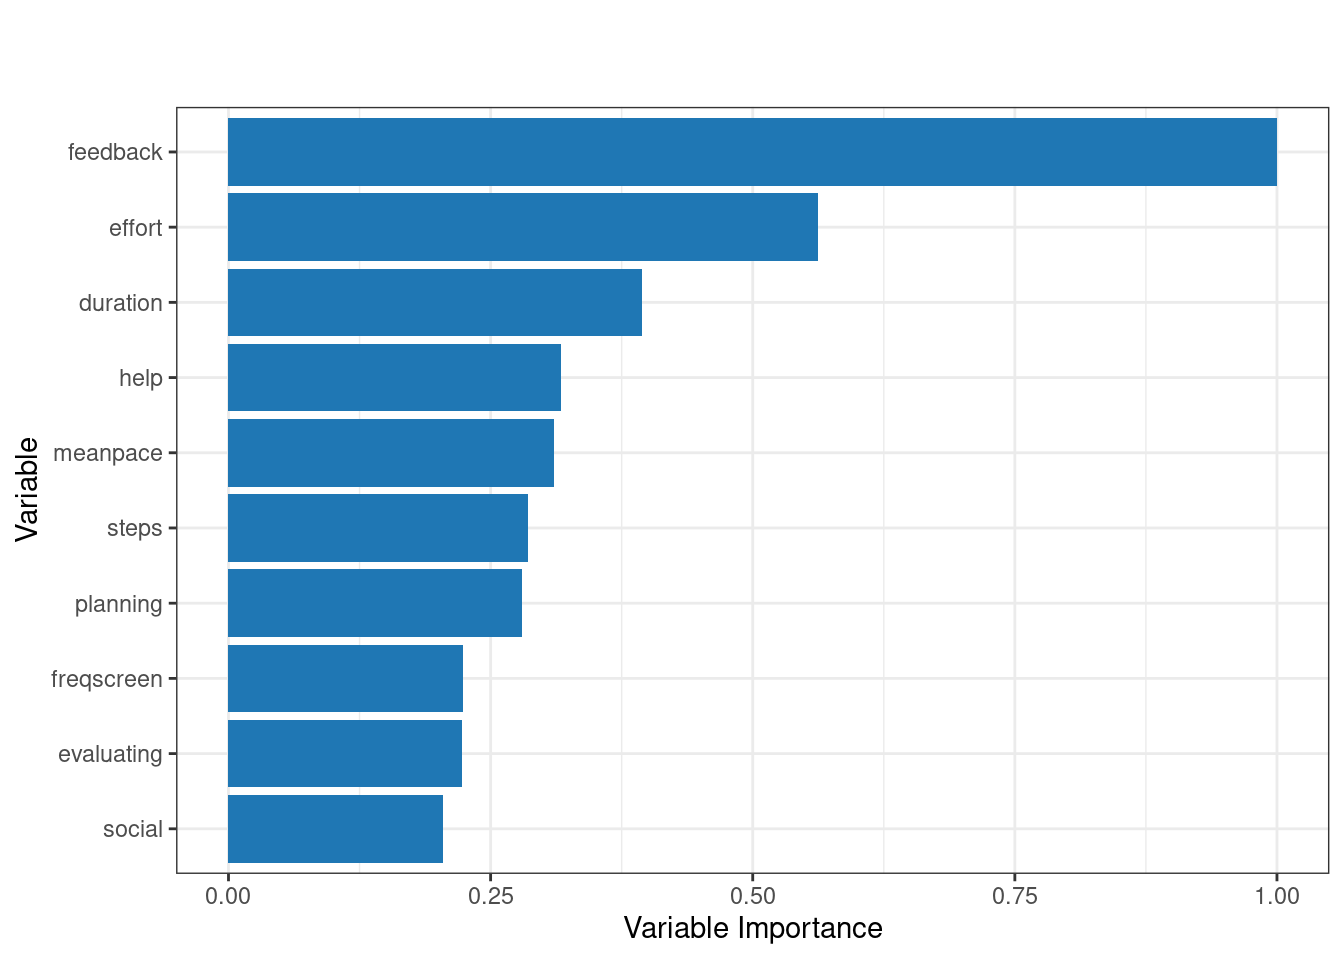 feedback
effort
duration
help
meanpace
steps
planning
freqscreen
evaluating
social
Variable
0.00 0.25 0.50 0.75 1.00
Variable Importance